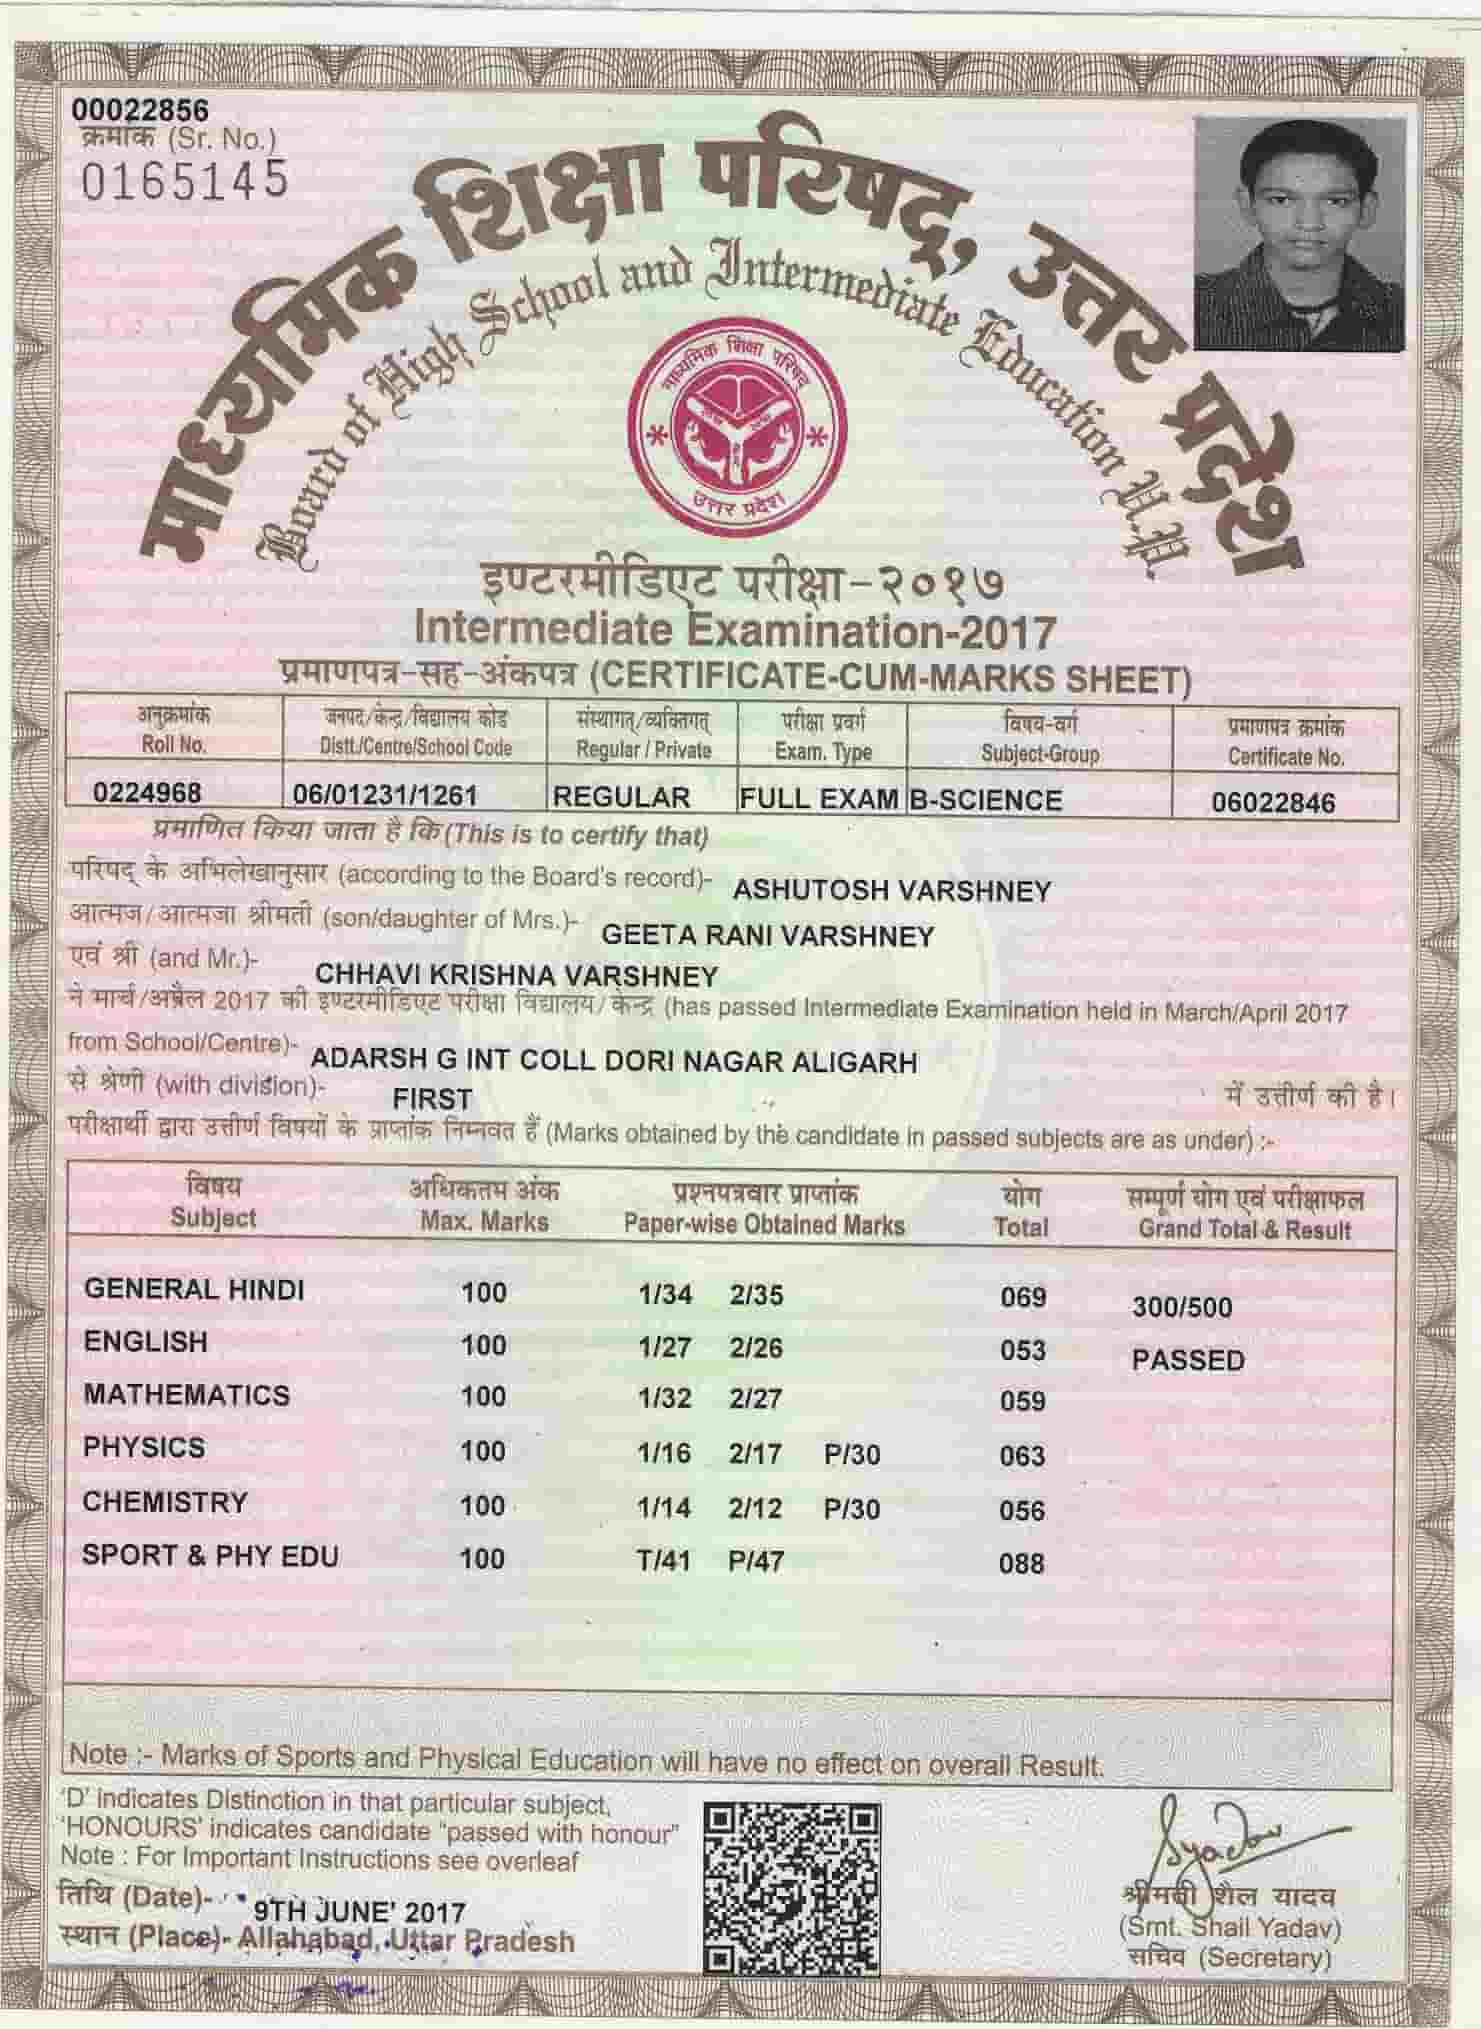 00022856
क्रमांक (Sr. No.)
0165145
माध्यमिक शिक्षा परिषद्, उत्तर प्रदेश
Board of High School and Intermediate Education U.P.
माध्यमिक शिक्षा परिषद्
उत्तर प्रदेश
इण्टरमीडिएट परीक्षा-२०१७
Intermediate Examination-2017
प्रमाणपत्र-सह-अंकपत्र (CERTIFICATE-CUM-MARKS SHEET)
अनुक्रमांक जनपद/केन्द्र/विद्यालय कोड संस्थागत/व्यक्तिगत परीक्षा प्रवर्ग विषय-वर्ग प्रमाणपत्र क्रमांक
Roll No. Distt./Centre/School Code Regular / Private Exam. Type Subject-Group Certificate No.
0224968 06/01231/1261 REGULAR FULL EXAM B-SCIENCE 06022846
प्रमाणित किया जाता है कि (This is to certify that)
परिषद् के अभिलेखानुसार (according to the Board's record)- ASHUTOSH VARSHNEY
आत्मज/आत्मजा श्रीमती (son/daughter of Mrs.)- GEETA RANI VARSHNEY
एवं श्री (and Mr.)- CHHAVI KRISHNA VARSHNEY
ने मार्च/अप्रैल 2017 की इण्टरमीडिएट परीक्षा विद्यालय/केन्द्र (has passed Intermediate Examination held in March/April 2017
from School/Centre)- ADARSH G INT COLL DORI NAGAR ALIGARH
से श्रेणी (with division)- FIRST में उत्तीर्ण की है।
परीक्षार्थी द्वारा उत्तीर्ण विषयों के प्राप्तांक निम्नवत हैं (Marks obtained by the candidate in passed subjects are as under) :-
विषय अधिकतम अंक प्रश्नपत्रवार प्राप्तांक योग सम्पूर्ण योग एवं परीक्षाफल
Subject Max. Marks Paper-wise Obtained Marks Total Grand Total & Result
GENERAL HINDI 100 1/34 2/35 069 300/500
ENGLISH 100 1/27 2/26 053 PASSED
MATHEMATICS 100 1/32 2/27 059
PHYSICS 100 1/16 2/17 P/30 063
CHEMISTRY 100 1/14 2/12 P/30 056
SPORT & PHY EDU 100 T/41 P/47 088
Note :- Marks of Sports and Physical Education will have no effect on overall Result.
'D' Indicates Distinction in that particular subject,
'HONOURS' indicates candidate "passed with honour"
Note : For Important Instructions see overleaf
तिथि (Date)- 9TH JUNE' 2017
स्थान (Place)- Allahabad, Uttar Pradesh
Syadav
श्रीमती शैल यादव
(Smt. Shail Yadav)
सचिव (Secretary)